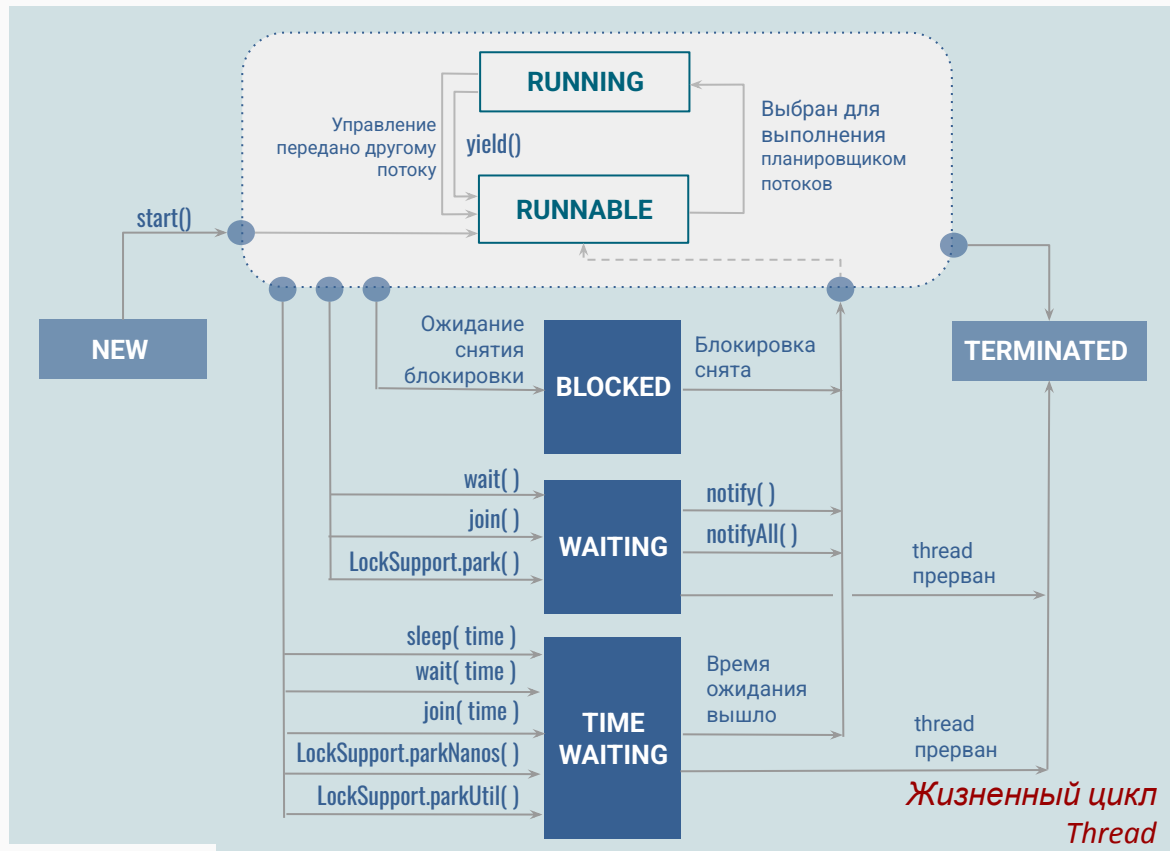 RUNNING
Управление
передано другому
потоку
yield()
Выбран для
выполнения
планировщиком
потоков
RUNNABLE
start()
NEW
Ожидание
снятия
блокировки
BLOCKED
Блокировка
снята
TERMINATED
wait( )
join( )
LockSupport.park( )
WAITING
notify( )
notifyAll( )
thread
прерван
sleep( time )
wait( time )
join( time )
LockSupport.parkNanos( )
LockSupport.parkUtil( )
TIME
WAITING
Время
ожидания
вышло
thread
прерван
Жизненный цикл
Thread